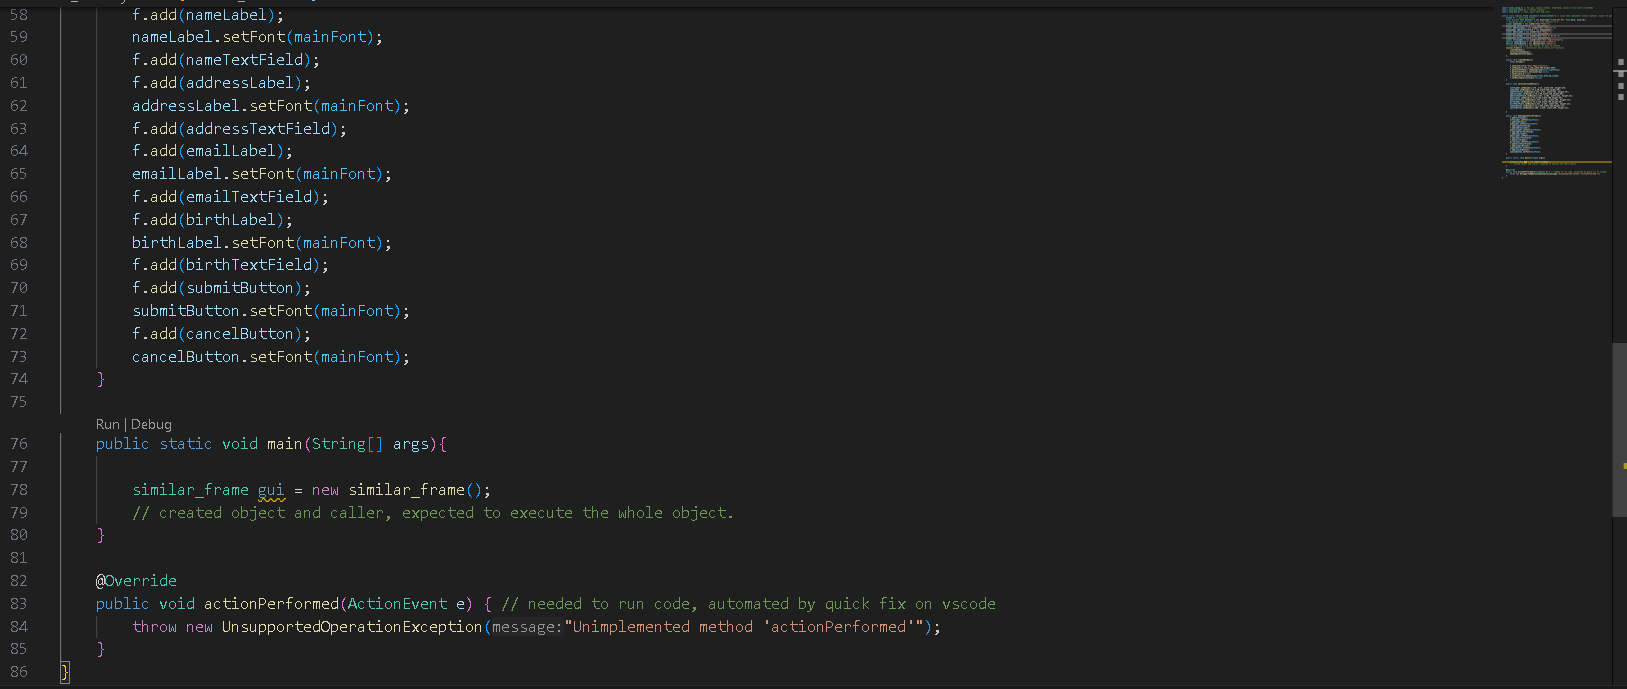 58 f.add(nameLabel);
59 nameLabel.setFont(mainFont);
60 f.add(nameTextField);
61 f.add(addressLabel);
62 addressLabel.setFont(mainFont);
63 f.add(addressTextField);
64 f.add(emailLabel);
65 emailLabel.setFont(mainFont);
66 f.add(emailTextField);
67 f.add(birthLabel);
68 birthLabel.setFont(mainFont);
69 f.add(birthTextField);
70 f.add(submitButton);
71 submitButton.setFont(mainFont);
72 f.add(cancelButton);
73 cancelButton.setFont(mainFont);
74 }
75
Run | Debug
76 public static void main(String[] args){
77
78 similar_frame gui = new similar_frame();
79 // created object and caller, expected to execute the whole object.
80 }
81
82 @Override
83 public void actionPerformed(ActionEvent e) { // needed to run code, automated by quick fix on vscode
84 throw new UnsupportedOperationException(message:"Unimplemented method 'actionPerformed'");
85 }
86 }